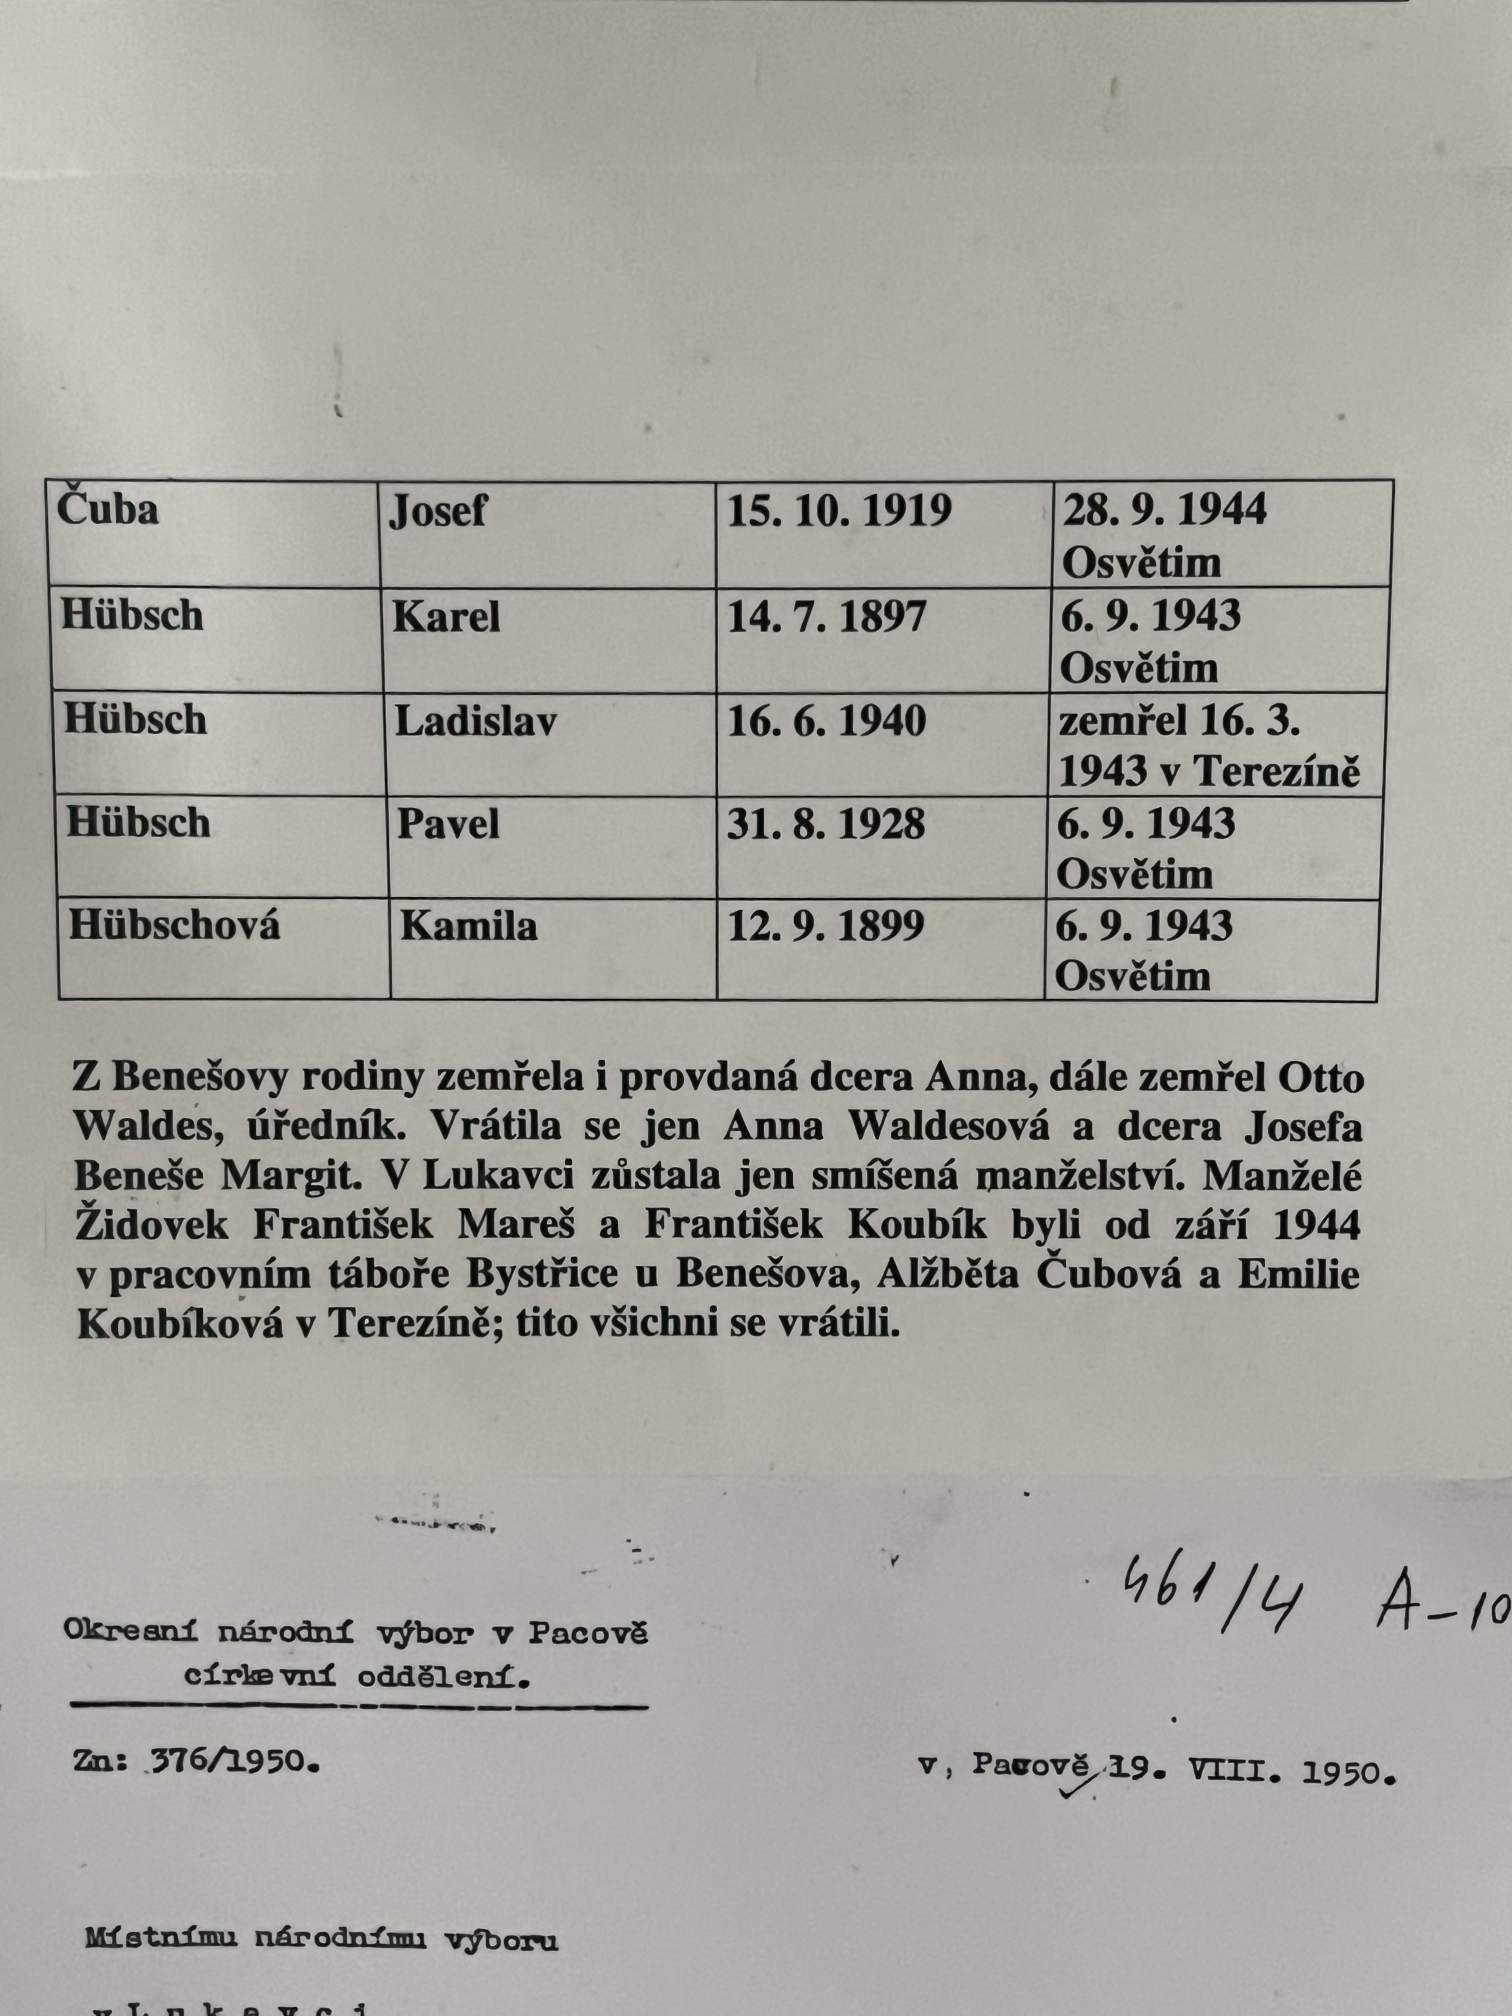 Čuba Josef 15. 10. 1919 28. 9. 1944
Osvětim
Hübsch Karel 14. 7. 1897 6. 9. 1943
Osvětim
Hübsch Ladislav 16. 6. 1940 zemřel 16. 3.
1943 v Terezíně
Hübsch Pavel 31. 8. 1928 6. 9. 1943
Osvětim
Hübschová Kamila 12. 9. 1899 6. 9. 1943
Osvětim
Z Benešovy rodiny zemřela i provdaná dcera Anna, dále zemřel Otto
Waldes, úředník. Vrátila se jen Anna Waldesová a dcera Josefa
Beneše Margit. V Lukavci zůstala jen smíšená manželství. Manželé
Židovek František Mareš a František Koubík byli od září 1944
v pracovním táboře Bystřice u Benešova, Alžběta Čubová a Emilie
Koubíková v Terezíně; tito všichni se vrátili.
461/4 A-10
Okresní národní výbor v Pacově
církevní oddělení.
Zn: 376/1950.
v, Pacově 19. VIII. 1950.
Místnímu národnímu výboru
v L u k a v c i